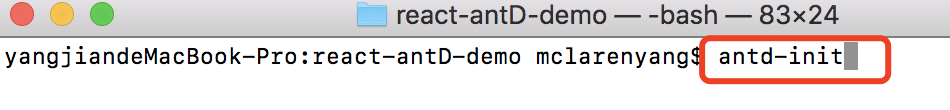 react-antD-demo — -bash — 83×24
yangjiandeMacBook-Pro:react-antD-demo mclarenyang$ antd-init